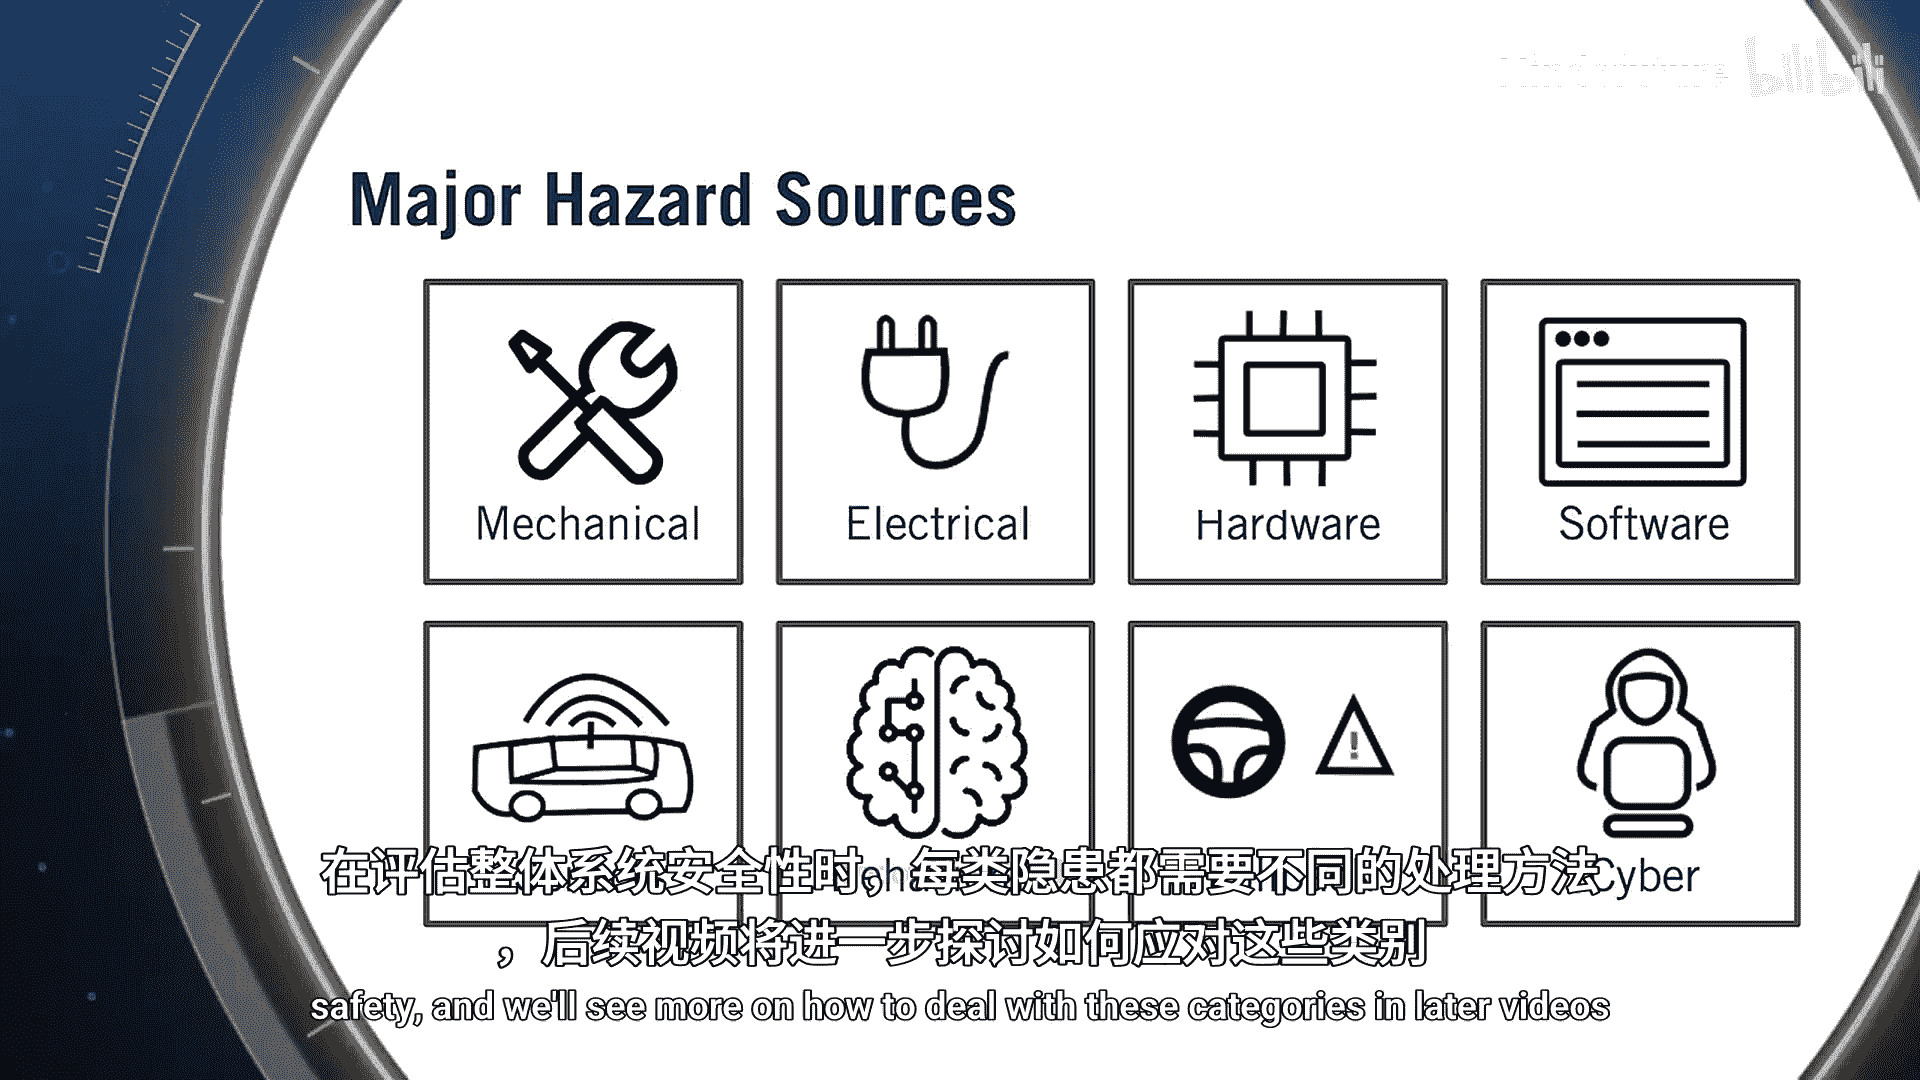 bilibili
Major Hazard Sources
Mechanical
Electrical
Hardware
Software
Cyber
在评估整体系统安全性时，每类隐患都需要不同的处理方法
，后续视频将进一步探讨如何应对这些类别
safety, and we'll see more on how to deal with these categories in later videos